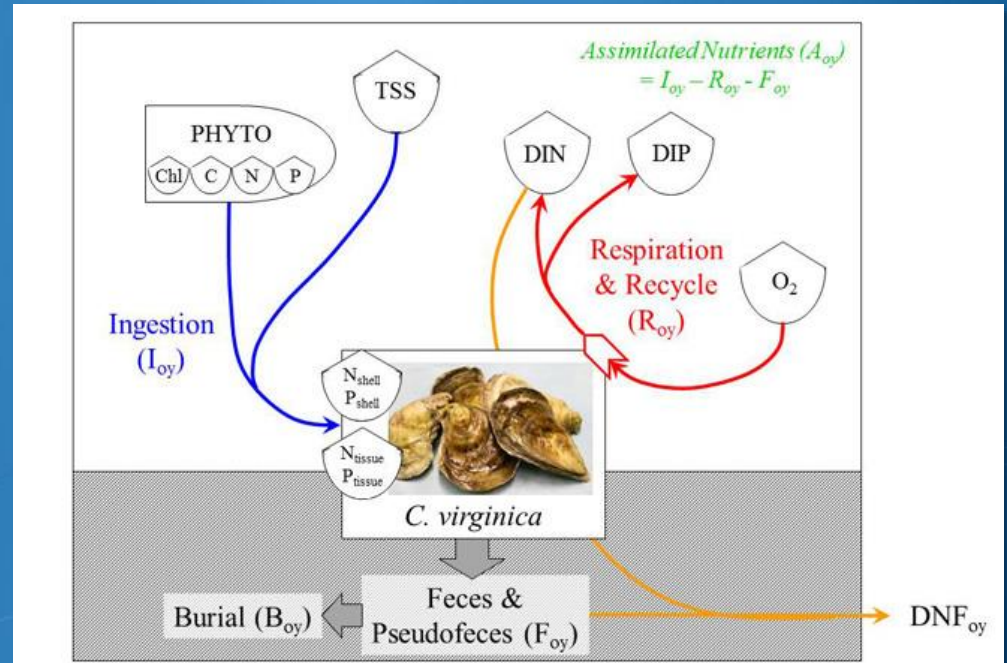 Assimilated Nutrients (Aoy)
= Ioy – Roy - Foy
TSS
PHYTO
Chl C N P
DIN
DIP
Respiration
& Recycle
(Roy)
O2
Ingestion
(Ioy)
Nshell
Pshell
Ntissue
Ptissue
C. virginica
Feces &
Pseudofeces (Foy)
Burial (Boy)
DNFoy